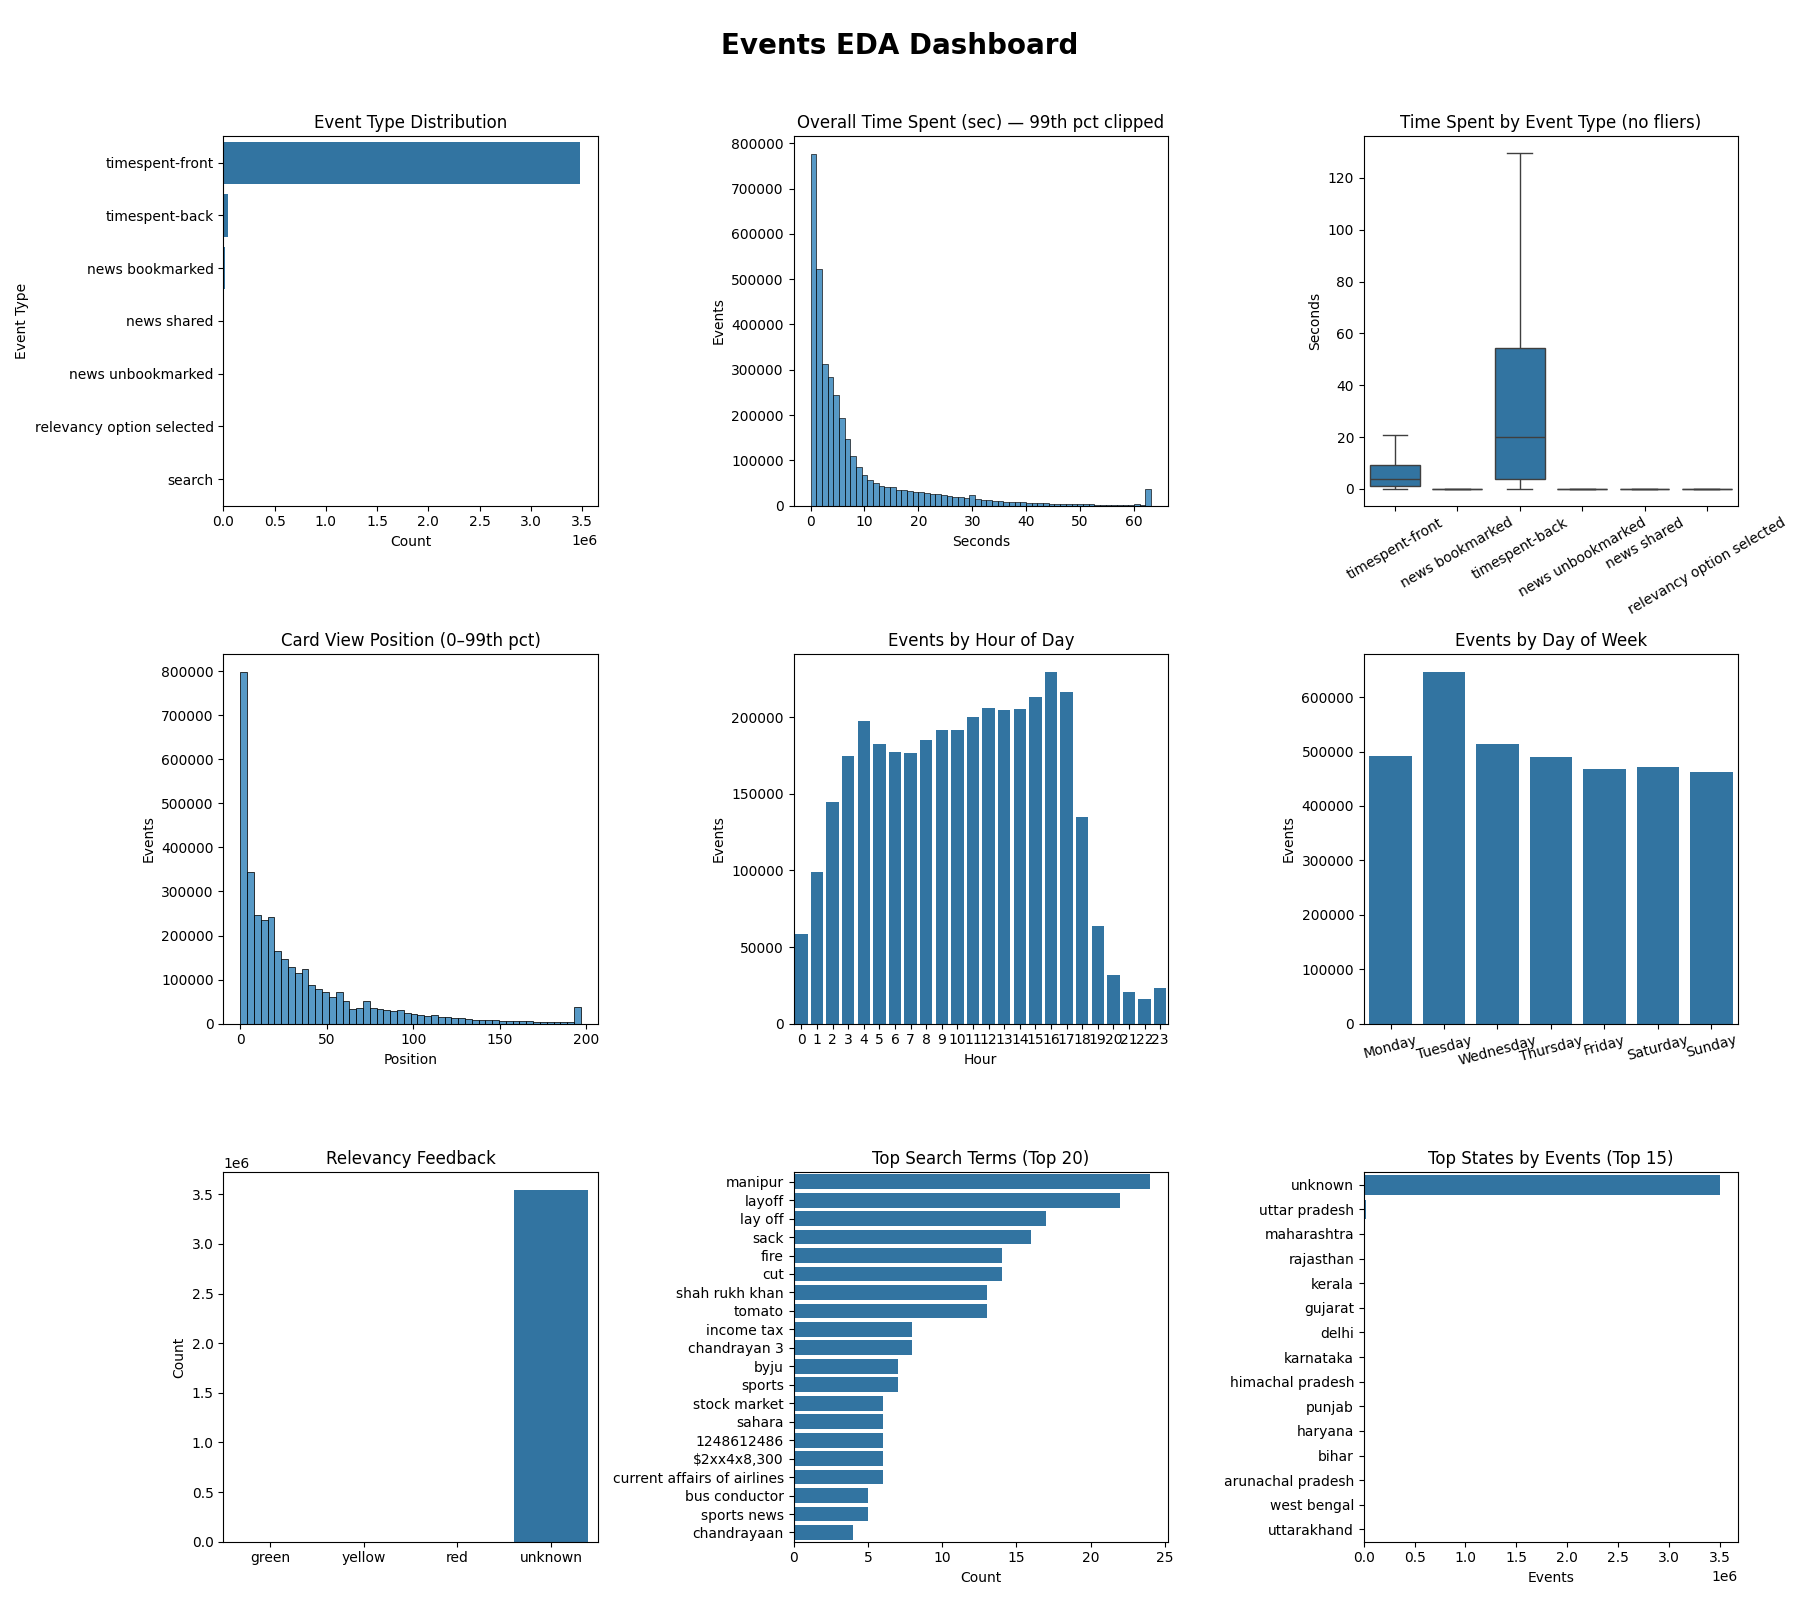 Events EDA Dashboard
Event Type Distribution
Event Type
timespent-front
timespent-back
news bookmarked
news shared
news unbookmarked
relevancy option selected
search
0.0 0.5 1.0 1.5 2.0 2.5 3.0 3.5
1e6
Count
Overall Time Spent (sec) — 99th pct clipped
Events
800000
700000
600000
500000
400000
300000
200000
100000
0
0 10 20 30 40 50 60
Seconds
Time Spent by Event Type (no fliers)
Seconds
120
100
80
60
40
20
0
timespent-front
news bookmarked
timespent-back
news unbookmarked
news shared
relevancy option selected
Card View Position (0–99th pct)
Events
800000
700000
600000
500000
400000
300000
200000
100000
0
0 50 100 150 200
Position
Events by Hour of Day
Events
200000
150000
100000
50000
0
0 1 2 3 4 5 6 7 8 9 10 11 12 13 14 15 16 17 18 19 20 21 22 23
Hour
Events by Day of Week
Events
600000
500000
400000
300000
200000
100000
0
Monday
Tuesday
Wednesday
Thursday
Friday
Saturday
Sunday
Relevancy Feedback
1e6
Count
3.5
3.0
2.5
2.0
1.5
1.0
0.5
0.0
green yellow red unknown
Top Search Terms (Top 20)
manipur
layoff
lay off
sack
fire
cut
shah rukh khan
tomato
income tax
chandrayan 3
byju
sports
stock market
sahara
1248612486
$2xx4x8,300
current affairs of airlines
bus conductor
sports news
chandrayaan
0 5 10 15 20 25
Count
Top States by Events (Top 15)
unknown
uttar pradesh
maharashtra
rajasthan
kerala
gujarat
delhi
karnataka
himachal pradesh
punjab
haryana
bihar
arunachal pradesh
west bengal
uttarakhand
0.0 0.5 1.0 1.5 2.0 2.5 3.0 3.5
1e6
Events